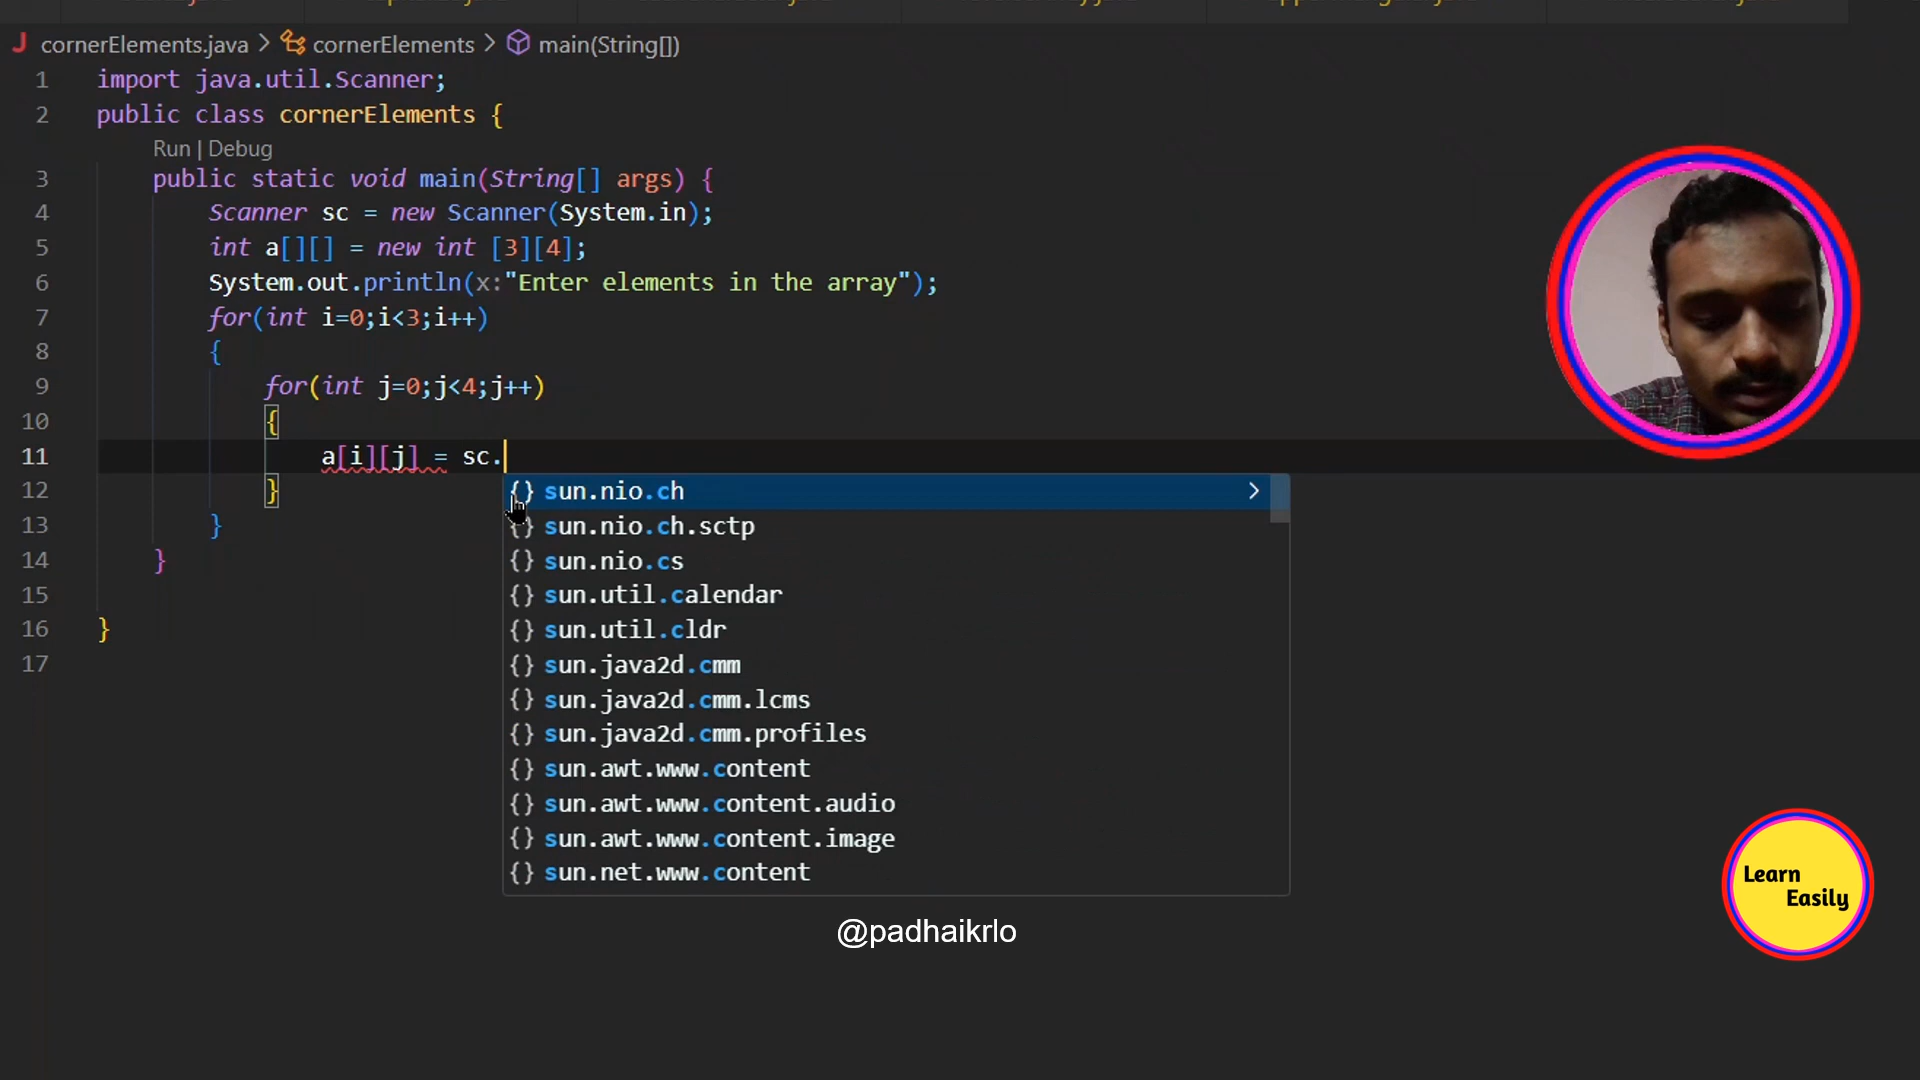 cornerElements.java > cornerElements > main(String[])
1 import java.util.Scanner;
2 public class cornerElements {
Run | Debug
3 public static void main(String[] args) {
4 Scanner sc = new Scanner(System.in);
5 int a[][] = new int [3][4];
6 System.out.println(x:"Enter elements in the array");
7 for(int i=0;i<3;i++)
8 {
9 for(int j=0;j<4;j++)
10 {
11 a[i][j] = sc.
12 }
13 }
14 }
15
16 }
17
{} sun.nio.ch >
{} sun.nio.ch.sctp
{} sun.nio.cs
{} sun.util.calendar
{} sun.util.cldr
{} sun.java2d.cmm
{} sun.java2d.cmm.lcms
{} sun.java2d.cmm.profiles
{} sun.awt.www.content
{} sun.awt.www.content.audio
{} sun.awt.www.content.image
{} sun.net.www.content
Learn
Easily
@padhaikrlo